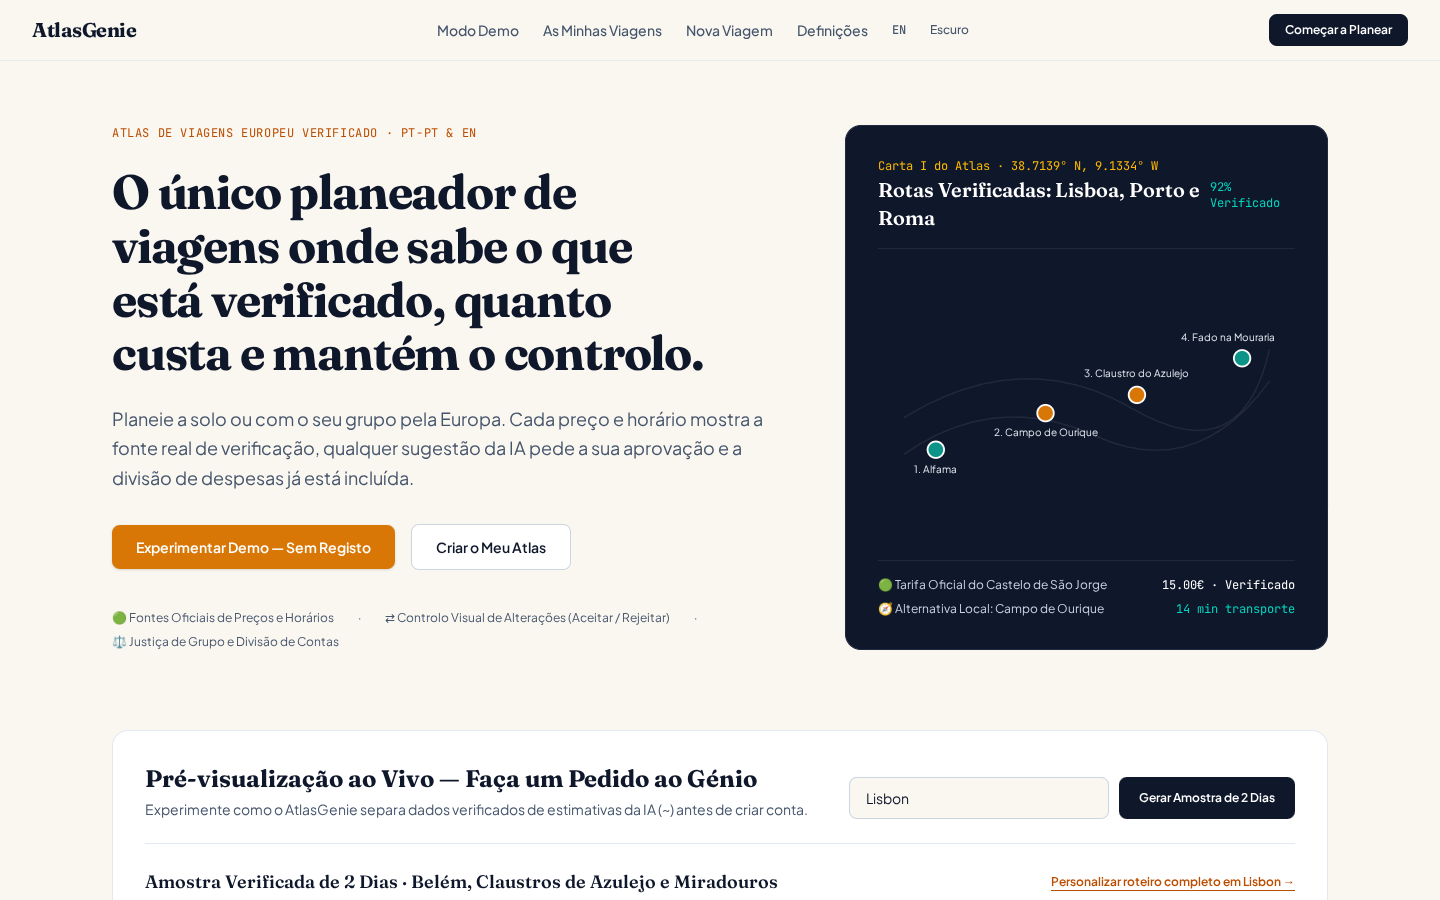 AtlasGenie
Modo Demo
As Minhas Viagens
Nova Viagem
Definições
EN
Escuro
Começar a Planear
ATLAS DE VIAGENS EUROPEU VERIFICADO · PT-PT & EN
O único planeador de
viagens onde sabe o que
está verificado, quanto
custa e mantém o controlo.
Planeie a solo ou com o seu grupo pela Europa. Cada preço e horário mostra a
fonte real de verificação, qualquer sugestão da IA pede a sua aprovação e a
divisão de despesas já está incluída.
Experimentar Demo — Sem Registo
Criar o Meu Atlas
🟢 Fontes Oficiais de Preços e Horários · ⇄ Controlo Visual de Alterações (Aceitar / Rejeitar) ·
⚖️ Justiça de Grupo e Divisão de Contas
Carta I do Atlas · 38.7139° N, 9.1334° W
Rotas Verificadas: Lisboa, Porto e
Roma
92%
Verificado
4. Fado na Mouraria
3. Claustro do Azulejo
2. Campo de Ourique
1. Alfama
🟢 Tarifa Oficial do Castelo de São Jorge
15.00€ · Verificado
🧭 Alternativa Local: Campo de Ourique
14 min transporte
Pré-visualização ao Vivo — Faça um Pedido ao Génio
Experimente como o AtlasGenie separa dados verificados de estimativas da IA (~) antes de criar conta.
Lisbon
Gerar Amostra de 2 Dias
Amostra Verificada de 2 Dias · Belém, Claustros de Azulejo e Miradouros
Personalizar roteiro completo em Lisbon →